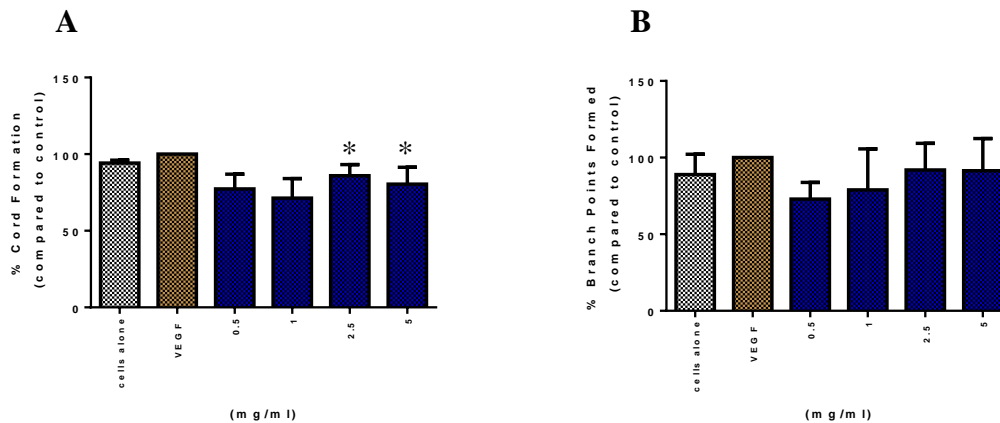 A
% Cord Formation
(compared to control)
150
100
50
0
* *
cells alone
VEGF
0.5
1
2.5
5
(mg/ml)
B
% Branch Points Formed
(compared to control)
150
100
50
0
cells alone
VEGF
0.5
1
2.5
5
(mg/ml)